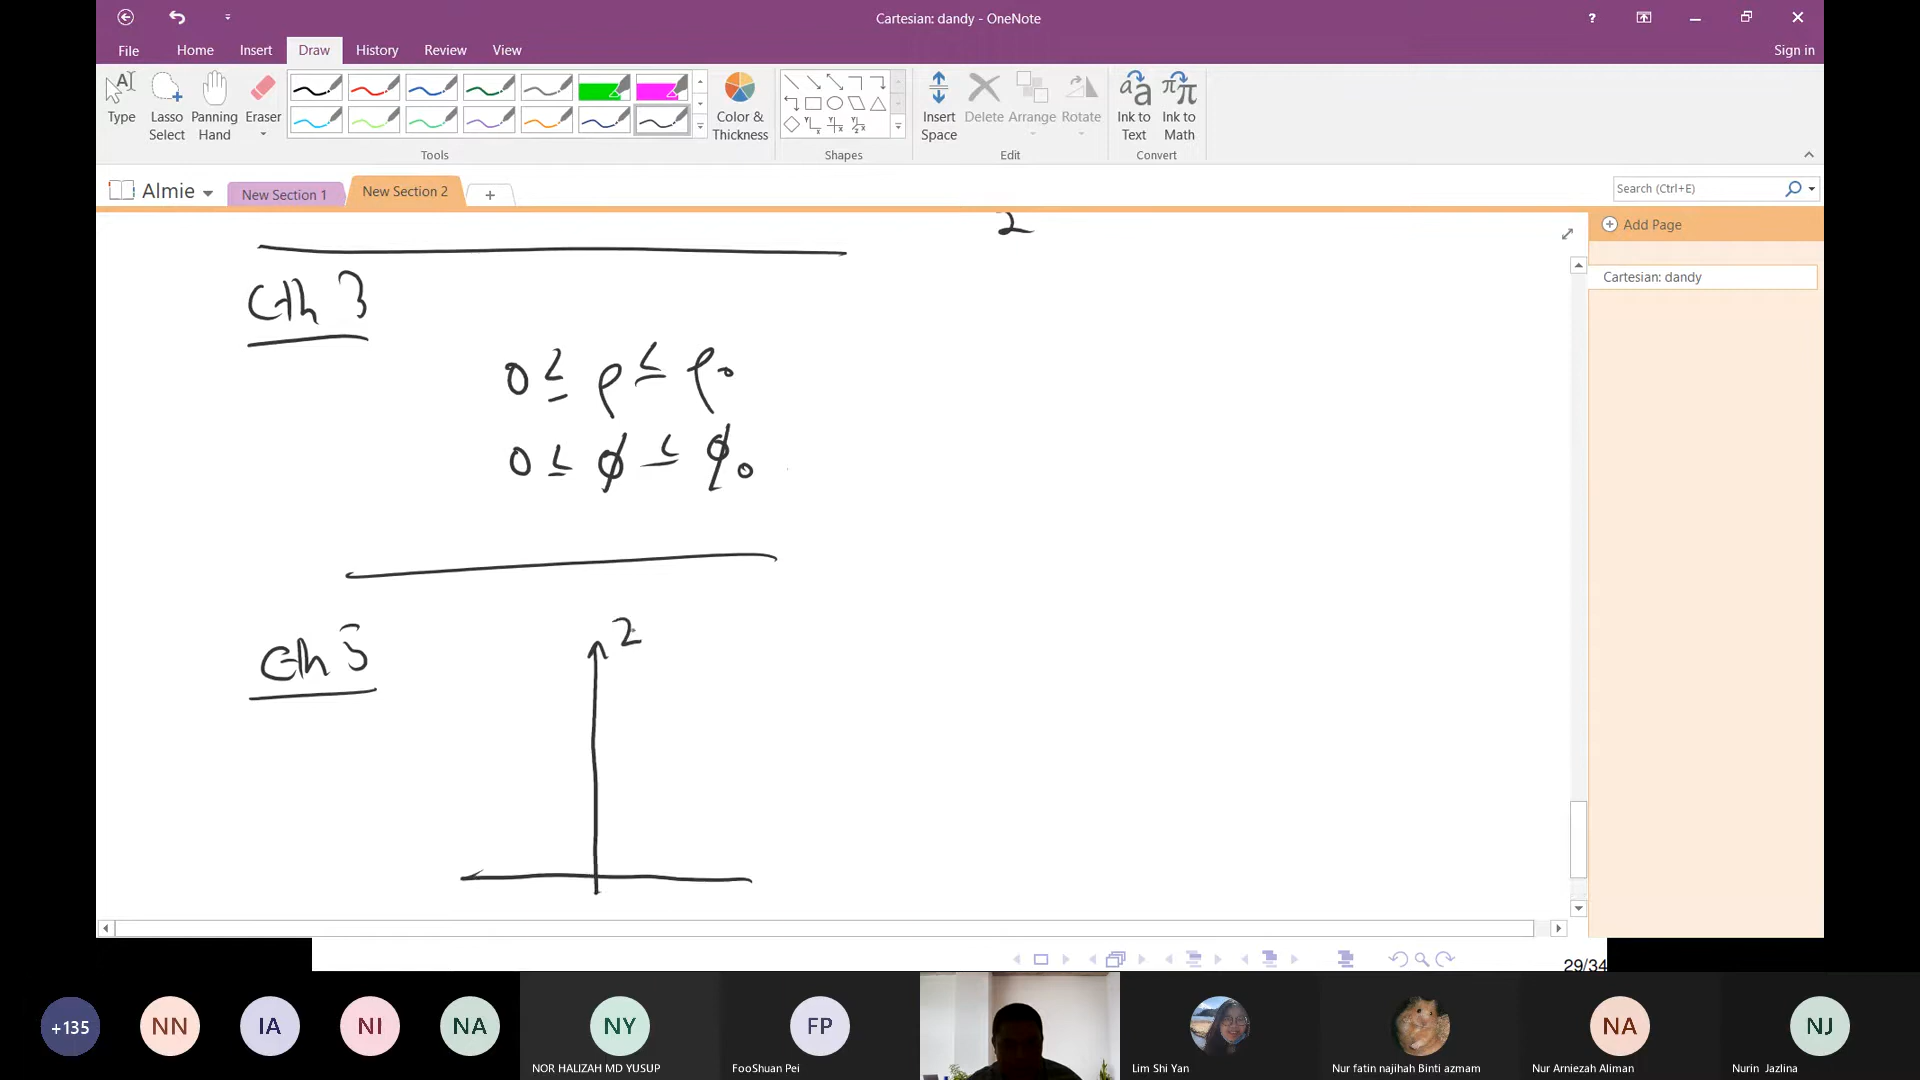 Cartesian: dandy - OneNote
?
File
Home
Insert
Draw
History
Review
View
Sign in
Type
Lasso Select
Panning Hand
Eraser
Color & Thickness
Insert Space
Delete
Arrange
Rotate
Ink to Text
Ink to Math
Tools
Shapes
Edit
Convert
Almie
New Section 1
New Section 2
+
Search (Ctrl+E)
Add Page
Cartesian: dandy
2
Cth 3
0 ≤ ρ ≤ ρ₀
0 ≤ ϕ ≤ ϕ₀
Cth 5
z
29/34
+135
NN
IA
NI
NA
NY
FP
NA
NJ
NOR HALIZAH MD YUSUP
FooShuan Pei
Lim Shi Yan
Nur fatin najihah Binti azmam
Nur Arniezah Aliman
Nurin Jazlina